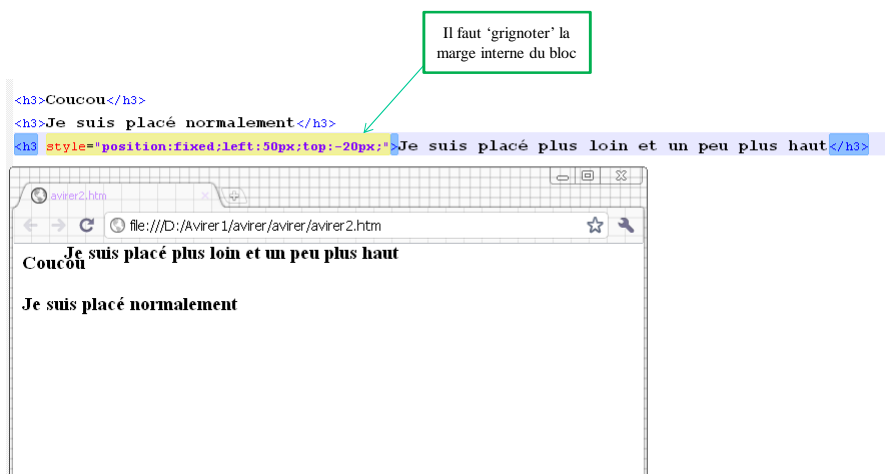 Il faut ‘grignoter’ la
marge interne du bloc
<h3>Coucou</h3>
<h3>Je suis placé normalement</h3>
<h3 style="position:fixed;left:50px;top:-20px;">Je suis placé plus loin et un peu plus haut</h3>
avirer2.htm
file:///D:/Avirer1/avirer/avirer/avirer2.htm
Je suis placé plus loin et un peu plus haut
Coucou
Je suis placé normalement